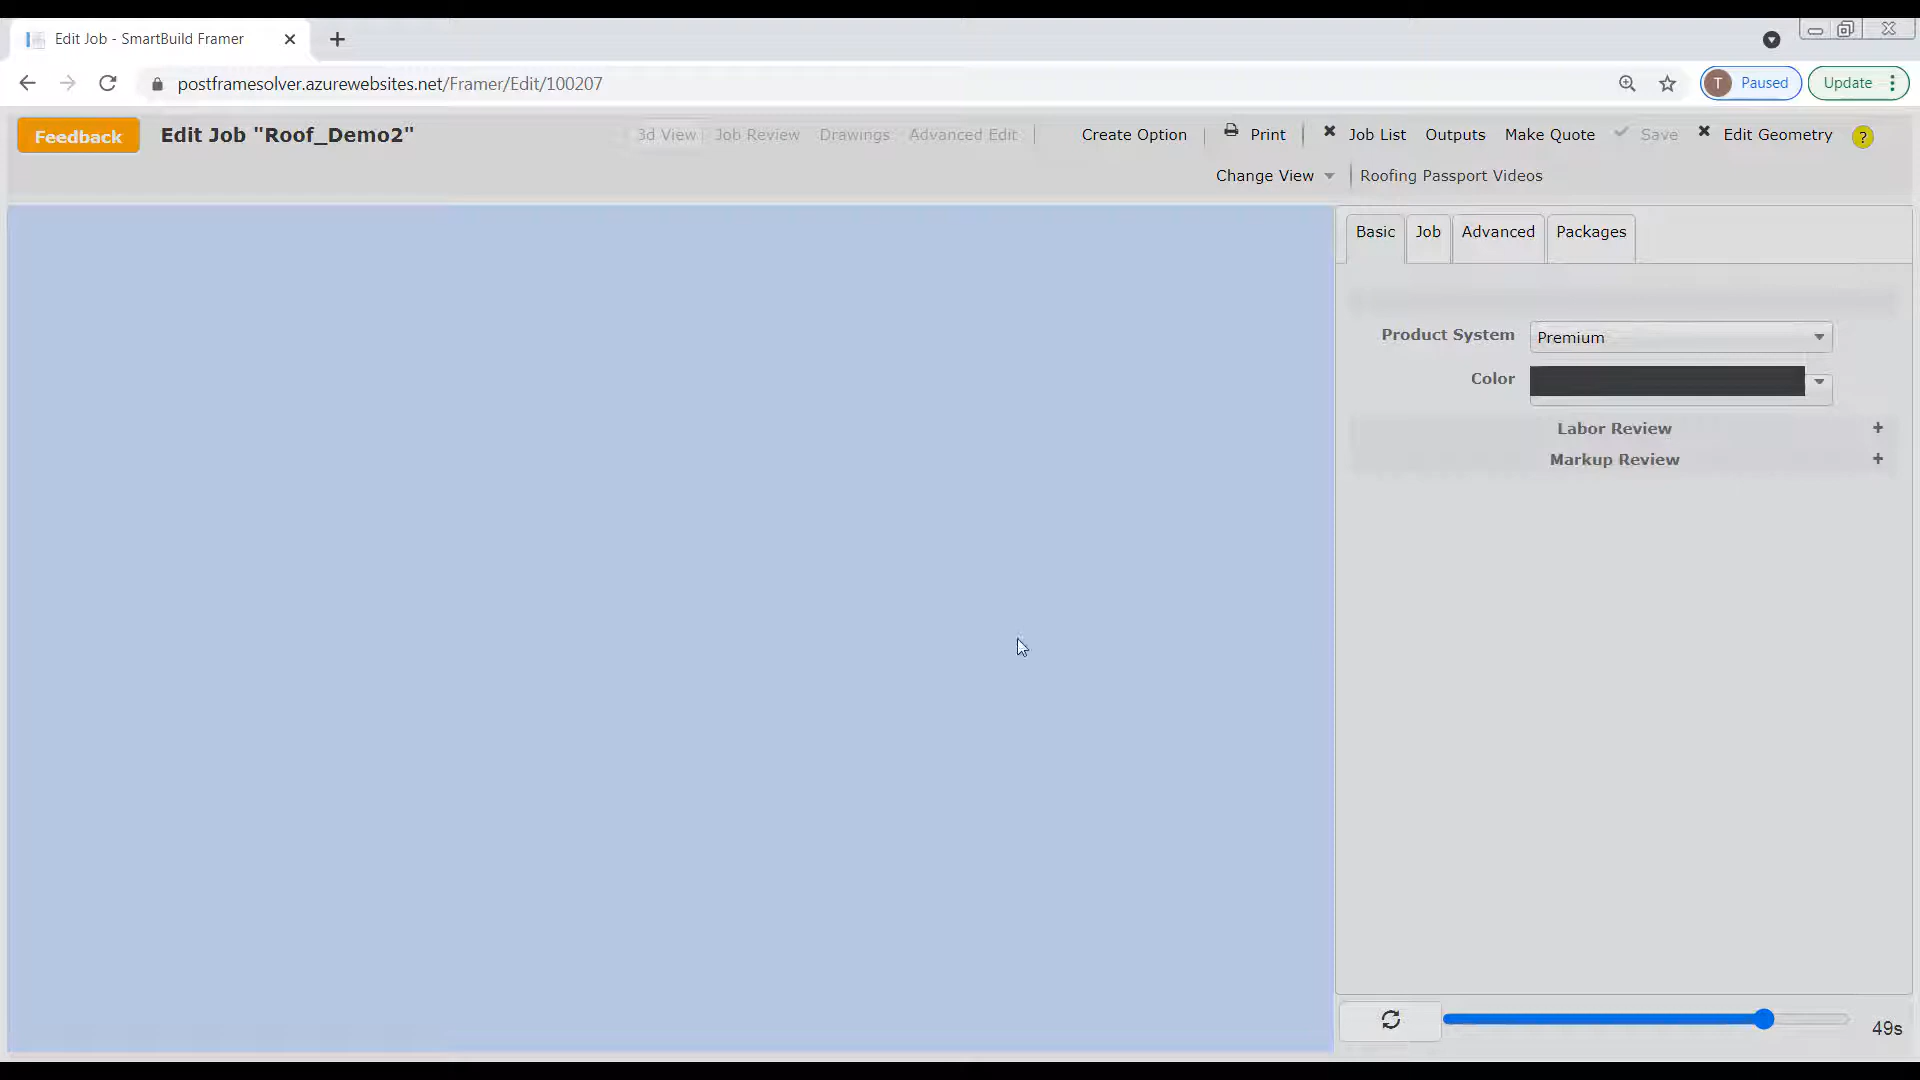 Edit Job - SmartBuild Framer
postframesolver.azurewebsites.net/Framer/Edit/100207
T Paused Update
Feedback Edit Job "Roof_Demo2" 3d View Job Review Drawings Advanced Edit Create Option Print Job List Outputs Make Quote Save Edit Geometry ?
Change View Roofing Passport Videos
Basic Job Advanced Packages
Product System Premium
Color
Labor Review +
Markup Review +
49s